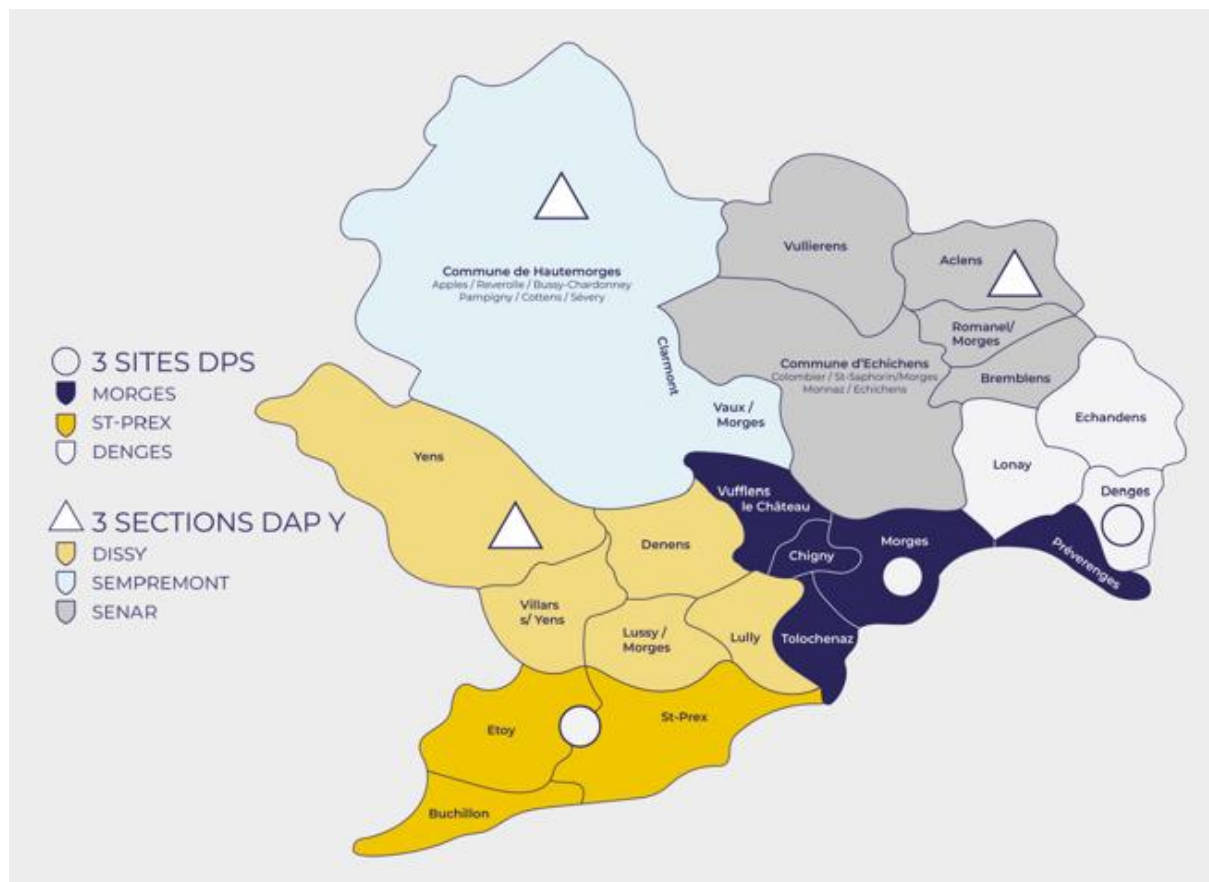 3 SITES DPS
MORGES
ST-PREX
DENGES
3 SECTIONS DAP Y
DISSY
SEMPREMONT
SENAR
Commune de Hautemorges
Apples / Reverolle / Bussy-Chardonney
Pampigny / Cottens / Sévery
Clarmont
Vaux /
Morges
Vullierens
Aclens
Romanel/
Morges
Commune d'Echichens
Colombier / St-Saphorin/Morges
Monnaz / Echichens
Bremblens
Echandens
Lonay
Denges
Préverenges
Yens
Vufflens
le Château
Denens
Chigny
Morges
Villars
s/ Yens
Lussy /
Morges
Lully
Tolochenaz
Etoy
St-Prex
Buchillon